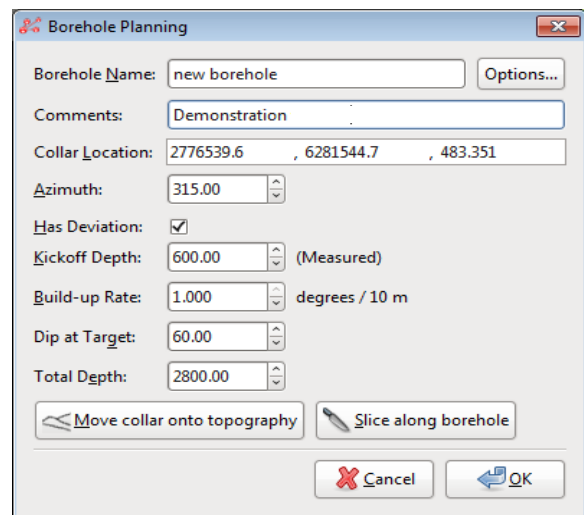 Borehole Planning
Borehole Name: new borehole Options...
Comments: Demonstration
Collar Location: 2776539.6 , 6281544.7 , 483.351
Azimuth: 315.00
Has Deviation:
Kickoff Depth: 600.00 (Measured)
Build-up Rate: 1.000 degrees / 10 m
Dip at Target: 60.00
Total Depth: 2800.00
Move collar onto topography Slice along borehole
Cancel OK